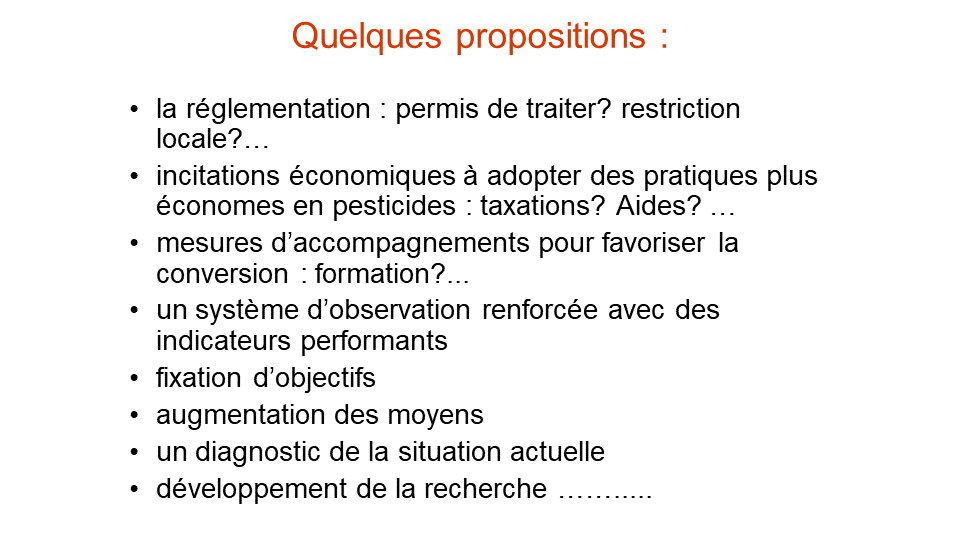 Quelques propositions :
• la réglementation : permis de traiter? restriction
locale?…
• incitations économiques à adopter des pratiques plus
économes en pesticides : taxations? Aides? …
• mesures d’accompagnements pour favoriser la
conversion : formation?...
• un système d’observation renforcée avec des
indicateurs performants
• fixation d’objectifs
• augmentation des moyens
• un diagnostic de la situation actuelle
• développement de la recherche …….....